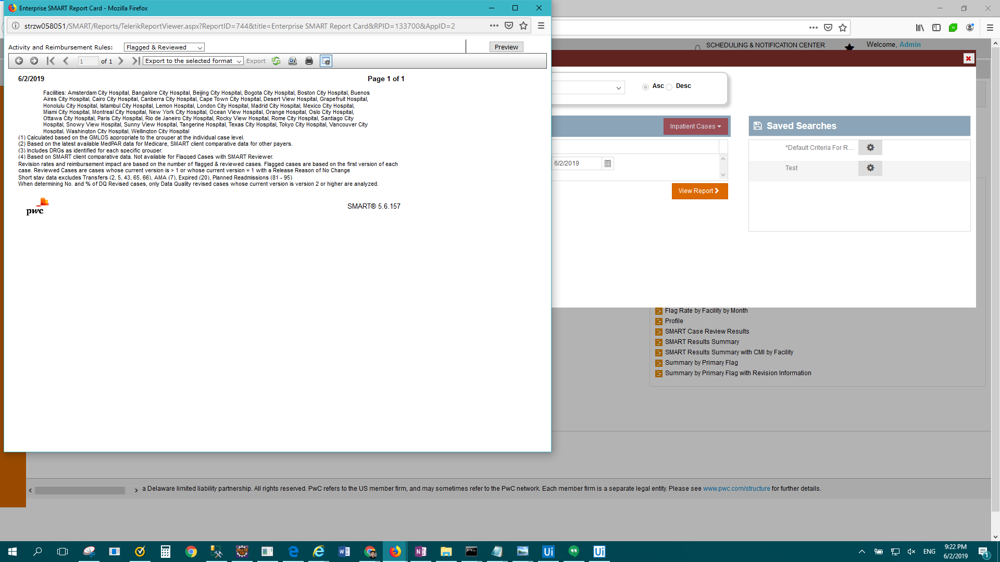 Enterprise SMART Report Card - Mozilla Firefox
strzw058051/SMART/Reports/TelerikReportViewer.aspx?ReportID=744&title=Enterprise SMART Report Card&RPID=133700&AppID=2
Activity and Reimbursement Rules: Flagged & Reviewed
Preview
1 of 1 Export to the selected format Export
6/2/2019 Page 1 of 1
Facilities: Amsterdam City Hospital, Bangalore City Hospital, Beijing City Hospital, Bogota City Hospital, Boston City Hospital, Buenos
Aires City Hospital, Cairo City Hospital, Canberra City Hospital, Cape Town City Hospital, Desert View Hospital, Grapefruit Hospital,
Honolulu City Hospital, Istambul City Hospital, Lemon Hospital, London City Hospital, Madrid City Hospital, Mexico City Hospital,
Miami City Hospital, Montreal City Hospital, New York City Hospital, Ocean View Hospital, Orange Hospital, Oslo City Hospital,
Ottawa City Hospital, Paris City Hospital, Rio de Janeiro City Hospital, Rocky View Hospital, Rome City Hospital, Santiago City
Hospital, Snowy View Hospital, Sunny View Hospital, Tangerine Hospital, Texas City Hospital, Tokyo City Hospital, Vancouver City
Hospital, Washington City Hospital, Wellington City Hospital
(1) Calculated based on the GMLOS appropriate to the grouper at the individual case level.
(2) Based on the latest available MedPAR data for Medicare, SMART client comparative data for other payers.
(3) Includes DRGs as identified for each specific grouper.
(4) Based on SMART client comparative data. Not available for Flagged Cases with SMART Reviewer.
Revision rates and reimbursement impact are based on the number of flagged & reviewed cases. Flagged cases are based on the first version of each
case. Reviewed Cases are cases whose current version is > 1 or whose current version = 1 with a Release Reason of No Change
Short stay data excludes Transfers (2, 5, 43, 65, 66), AMA (7), Expired (20), Planned Readmissions (81 - 95)
When determining No. and % of DQ Revised cases, only Data Quality revised cases whose current version is version 2 or higher are analyzed.
pwc
SMART® 5.6.157
SCHEDULING & NOTIFICATION CENTER
Welcome, Admin
Asc Desc
Inpatient Cases
Saved Searches
*Default Criteria For R...
Test
6/2/2019
View Report
Flag Rate by Facility by Month
Profile
SMART Case Review Results
SMART Results Summary
SMART Results Summary with CMI by Facility
Summary by Primary Flag
Summary by Primary Flag with Revision Information
a Delaware limited liability partnership. All rights reserved. PwC refers to the US member firm, and may sometimes refer to the PwC network. Each member firm is a separate legal entity. Please see www.pwc.com/structure for further details.
ENG
9:22 PM
6/2/2019
1